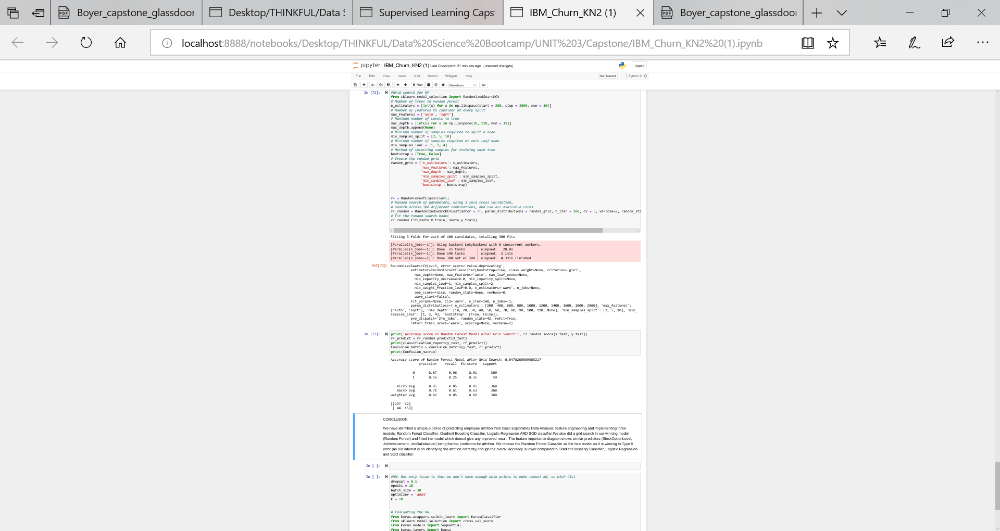 Boyer_capstone_glassdoor
Desktop/THINKFUL/Data S
Supervised Learning Capst
IBM_Churn_KN2 (1)
Boyer_capstone_glassdoor
localhost:8888/notebooks/Desktop/THINKFUL/Data%20Science%20Bootcamp/UNIT%203/Capstone/IBM_Churn_KN2%20(1).ipynb
jupyter IBM_Churn_KN2 (1) Last Checkpoint: 21 minutes ago (unsaved changes)
Logout
File Edit View Insert Cell Kernel Widgets Help
Not Trusted Python 3
Run Markdown
In [72]: #Grid search for RF
from sklearn.model_selection import RandomizedSearchCV
# Number of trees in random forest
n_estimators = [int(x) for x in np.linspace(start = 200, stop = 2000, num = 10)]
# Number of features to consider at every split
max_features = ['auto', 'sqrt']
# Maximum number of levels in tree
max_depth = [int(x) for x in np.linspace(10, 110, num = 11)]
max_depth.append(None)
# Minimum number of samples required to split a node
min_samples_split = [2, 5, 10]
# Minimum number of samples required at each leaf node
min_samples_leaf = [1, 2, 4]
# Method of selecting samples for training each tree
bootstrap = [True, False]
# Create the random grid
random_grid = {'n_estimators': n_estimators,
'max_features': max_features,
'max_depth': max_depth,
'min_samples_split': min_samples_split,
'min_samples_leaf': min_samples_leaf,
'bootstrap': bootstrap}
rf = RandomForestClassifier()
# Random search of parameters, using 3 fold cross validation,
# search across 100 different combinations, and use all available cores
rf_random = RandomizedSearchCV(estimator = rf, param_distributions = random_grid, n_iter = 100, cv = 3, verbose=2, random_sta
# Fit the random search model
rf_random.fit(smote_X_train, smote_y_train)
Fitting 3 folds for each of 100 candidates, totalling 300 fits
[Parallel(n_jobs=-1)]: Using backend LokyBackend with 8 concurrent workers.
[Parallel(n_jobs=-1)]: Done 25 tasks | elapsed: 28.0s
[Parallel(n_jobs=-1)]: Done 146 tasks | elapsed: 2.1min
[Parallel(n_jobs=-1)]: Done 300 out of 300 | elapsed: 4.3min finished
Out[72]: RandomizedSearchCV(cv=3, error_score='raise-deprecating',
estimator=RandomForestClassifier(bootstrap=True, class_weight=None, criterion='gini',
max_depth=None, max_features='auto', max_leaf_nodes=None,
min_impurity_decrease=0.0, min_impurity_split=None,
min_samples_leaf=1, min_samples_split=2,
min_weight_fraction_leaf=0.0, n_estimators='warn', n_jobs=None,
oob_score=False, random_state=None, verbose=0,
warm_start=False),
fit_params=None, iid='warn', n_iter=100, n_jobs=-1,
param_distributions={'n_estimators': [200, 400, 600, 800, 1000, 1200, 1400, 1600, 1800, 2000], 'max_features':
['auto', 'sqrt'], 'max_depth': [10, 20, 30, 40, 50, 60, 70, 80, 90, 100, 110, None], 'min_samples_split': [2, 5, 10], 'min_
samples_leaf': [1, 2, 4], 'bootstrap': [True, False]},
pre_dispatch='2*n_jobs', random_state=42, refit=True,
return_train_score='warn', scoring=None, verbose=2)
In [73]: print('Accuracy score of Random Forest Model after Grid Search:', rf_random.score(X_test, y_test))
rf_predict = rf_random.predict(X_test)
print(classification_report(y_test, rf_predict))
Confusion_matrix = confusion_matrix(y_test, rf_predict)
print(Confusion_matrix)
Accuracy score of Random Forest Model after Grid Search: 0.8478260869565217
precision recall f1-score support
0 0.87 0.96 0.91 309
1 0.56 0.25 0.35 59
micro avg 0.85 0.85 0.85 368
macro avg 0.71 0.61 0.63 368
weighted avg 0.82 0.85 0.82 368
[[297 12]
[ 44 15]]
CONCLUSION
We have identified a simple pipeline of prediciting employee attrition from basic Exploratory Data Analysis, feature engineering and implementing three
models; Random Forest Classifier, Gradient Boosting Classifier, Logistic Regression AND SGD classifier.We also did a grid search in our winning model
(Random Forest) and fitted the model which doesnt give any improved result. The feature importance diagram shows similar predictors (StockOptionLevel,
JobInvolvement, JobSatisfaction) being the top predictors for attrition. We choose the Random Forest Classifier as the best model as it is winning in Type II
error (as our interest is on identifying the attrition correctly) though the overall accuracy is lower compared to Gradient Bossting Classifier, Logistic Regression
and SGD classifier.
In [ ]:
In [ ]: #NN: But only issue is that we don't have enough data points to make robust NN, so wish list
dropout = 0.1
epochs = 10
batch_size = 30
optimizer = 'adam'
k = 20
# Evaluating the NN
from keras.wrappers.scikit_learn import KerasClassifier
from sklearn.model_selection import cross_val_score
from keras.models import Sequential
from keras.layers import Dense